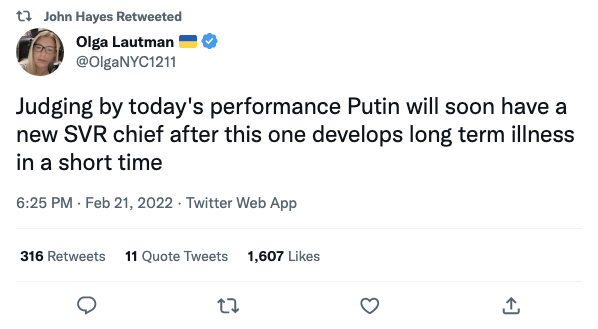 John Hayes Retweeted
Olga Lautman 🇺🇦
@OlgaNYC1211
Judging by today's performance Putin will soon have a
new SVR chief after this one develops long term illness
in a short time
6:25 PM · Feb 21, 2022 · Twitter Web App
316 Retweets 11 Quote Tweets 1,607 Likes